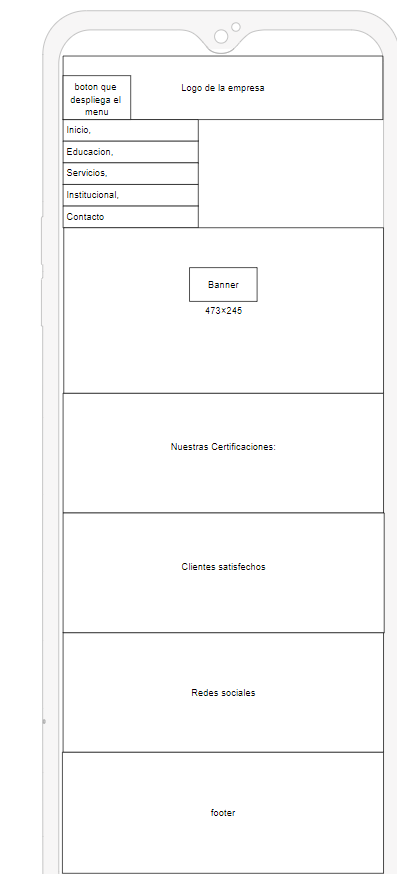 boton que
despliega el
menu
Logo de la empresa
Inicio,
Educacion,
Servicios,
Institucional,
Contacto
Banner
473×245
Nuestras Certificaciones:
Clientes satisfechos
Redes sociales
footer